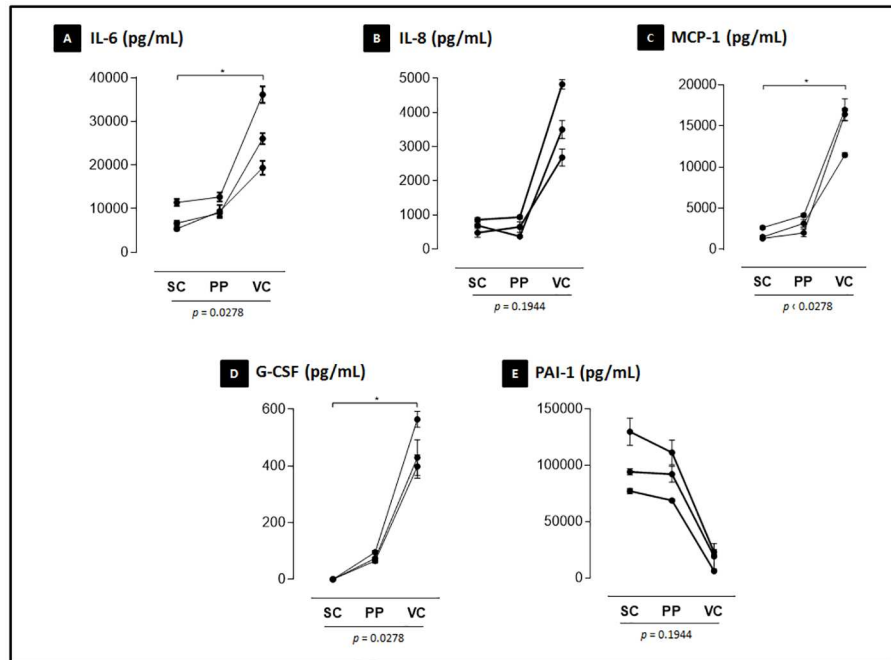 A IL-6 (pg/mL)
40000
30000
20000
10000
0
*
SC PP VC
p = 0.0278
B IL-8 (pg/mL)
5000
4000
3000
2000
1000
0
SC PP VC
p = 0.1944
C MCP-1 (pg/mL)
20000
15000
10000
5000
0
*
SC PP VC
p < 0.0278
D G-CSF (pg/mL)
600
400
200
0
*
SC PP VC
p = 0.0278
E PAI-1 (pg/mL)
150000
100000
50000
0
SC PP VC
p = 0.1944